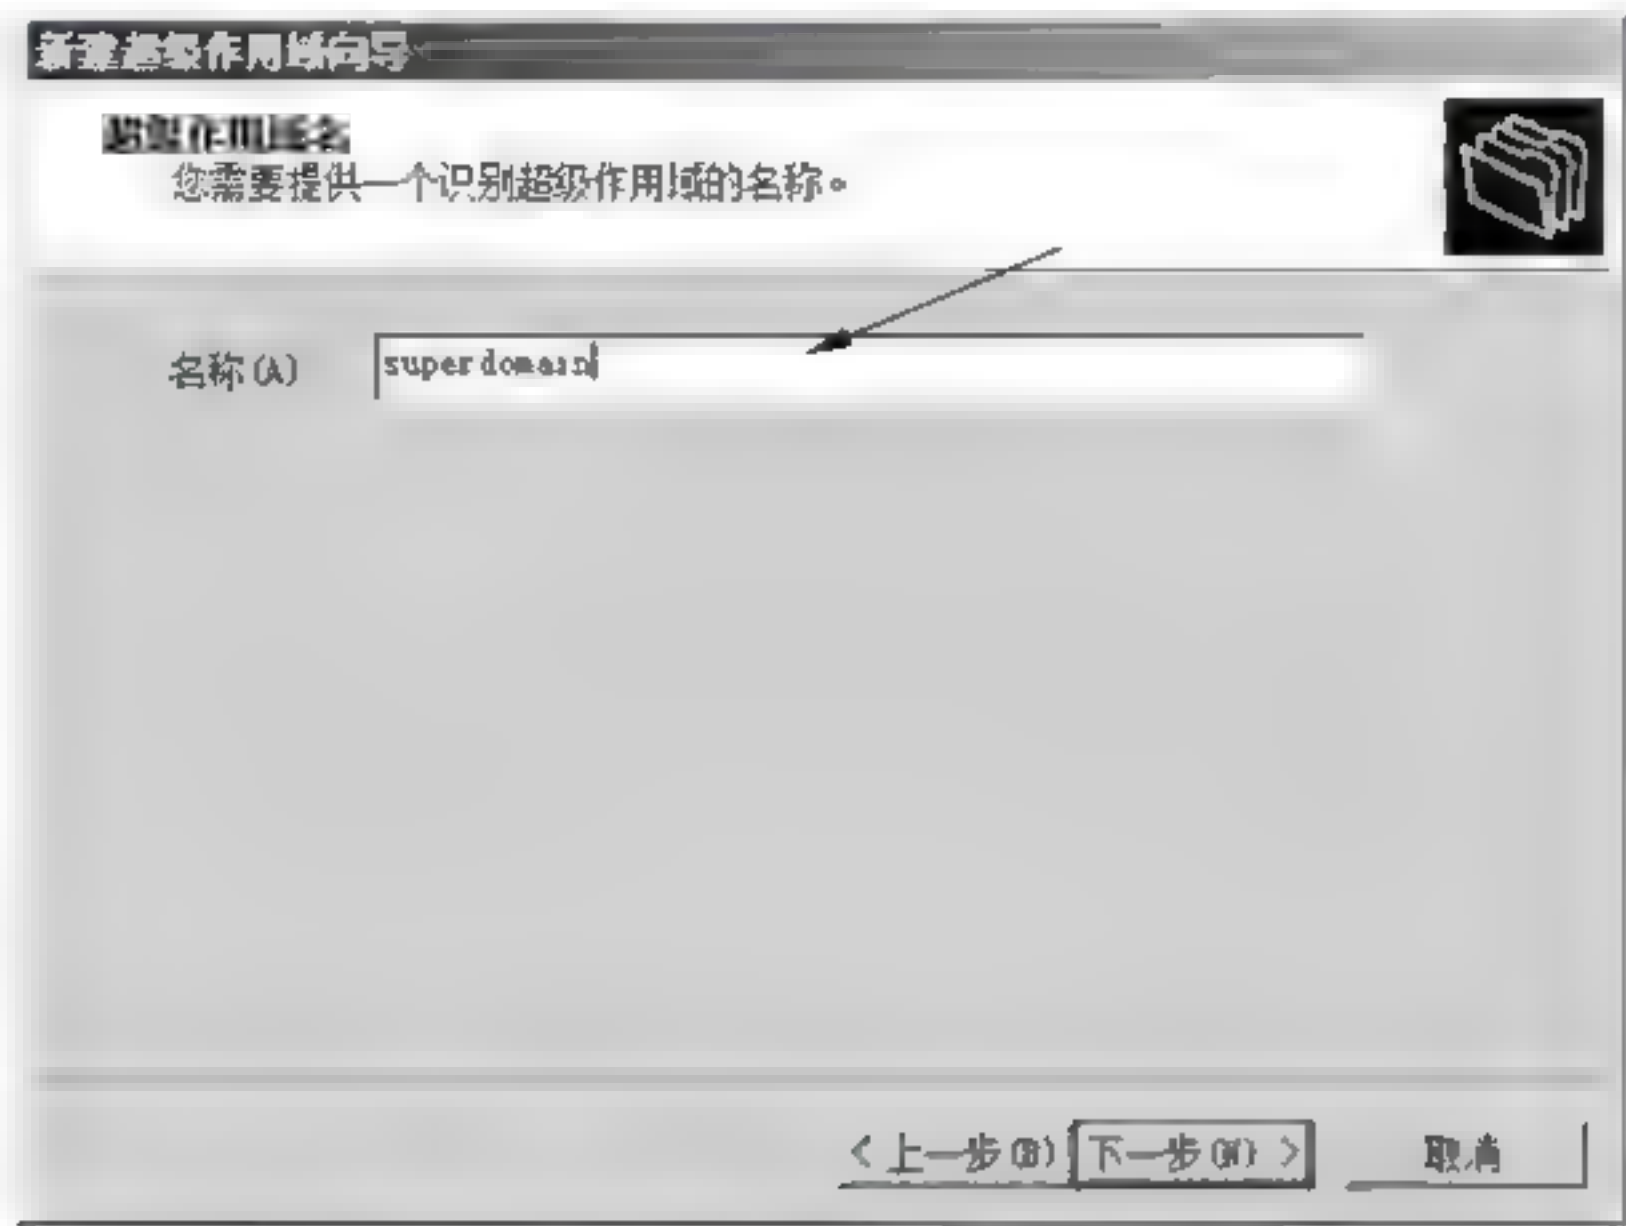 新建超级作用域向导
超级作用域名
您需要提供一个识别超级作用域的名称。
名称(A)
superdomain
< 上一步(B) 下一步(N) > 取消